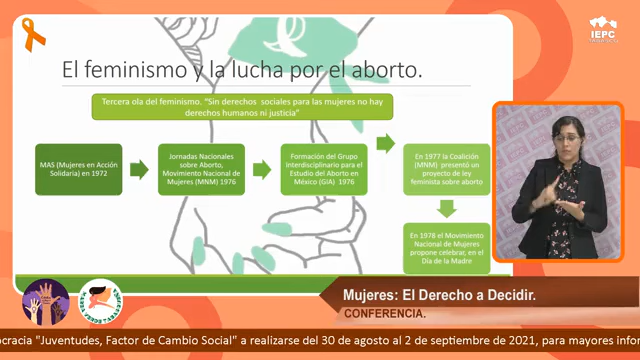 IEPC
TABASCO
El feminismo y la lucha por el aborto.
Tercera ola del feminismo. "Sin derechos sociales para las mujeres no hay
derechos humanos ni justicia"
MAS (Mujeres en Acción
Solidaria) en 1972
Jornadas Nacionales
sobre Aborto,
Movimiento Nacional de
Mujeres (MNM) 1976
Formación del Grupo
Interdisciplinario para el
Estudio del Aborto en
México (GIA) 1976
En 1977 la Coalición
(MNM) presentó un
proyecto de ley
feminista sobre aborto
En 1978 el Movimiento
Nacional de Mujeres
propone celebrar, en el
Día de la Madre
Mujeres: El Derecho a Decidir.
CONFERENCIA.
ocracia "Juventudes, Factor de Cambio Social" a realizarse del 30 de agosto al 2 de septiembre de 2021, para mayores infor